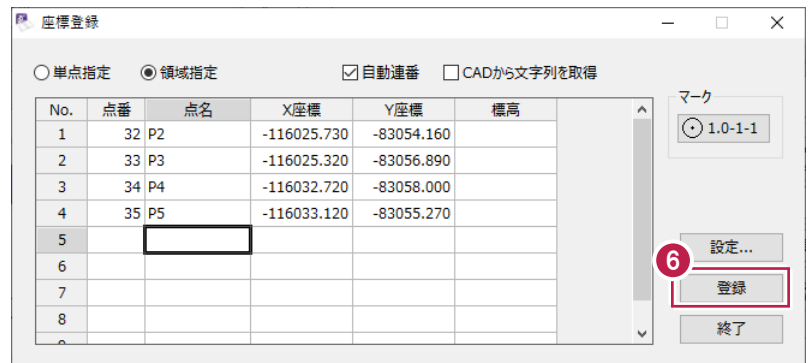 座標登録
単点指定 領域指定 自動連番 CADから文字列を取得
マーク
1.0-1-1
No. 点番 点名 X座標 Y座標 標高
1 32 P2 -116025.730 -83054.160
2 33 P3 -116025.320 -83056.890
3 34 P4 -116032.720 -83058.000
4 35 P5 -116033.120 -83055.270
5
6
7
8
設定...
6
登録
終了